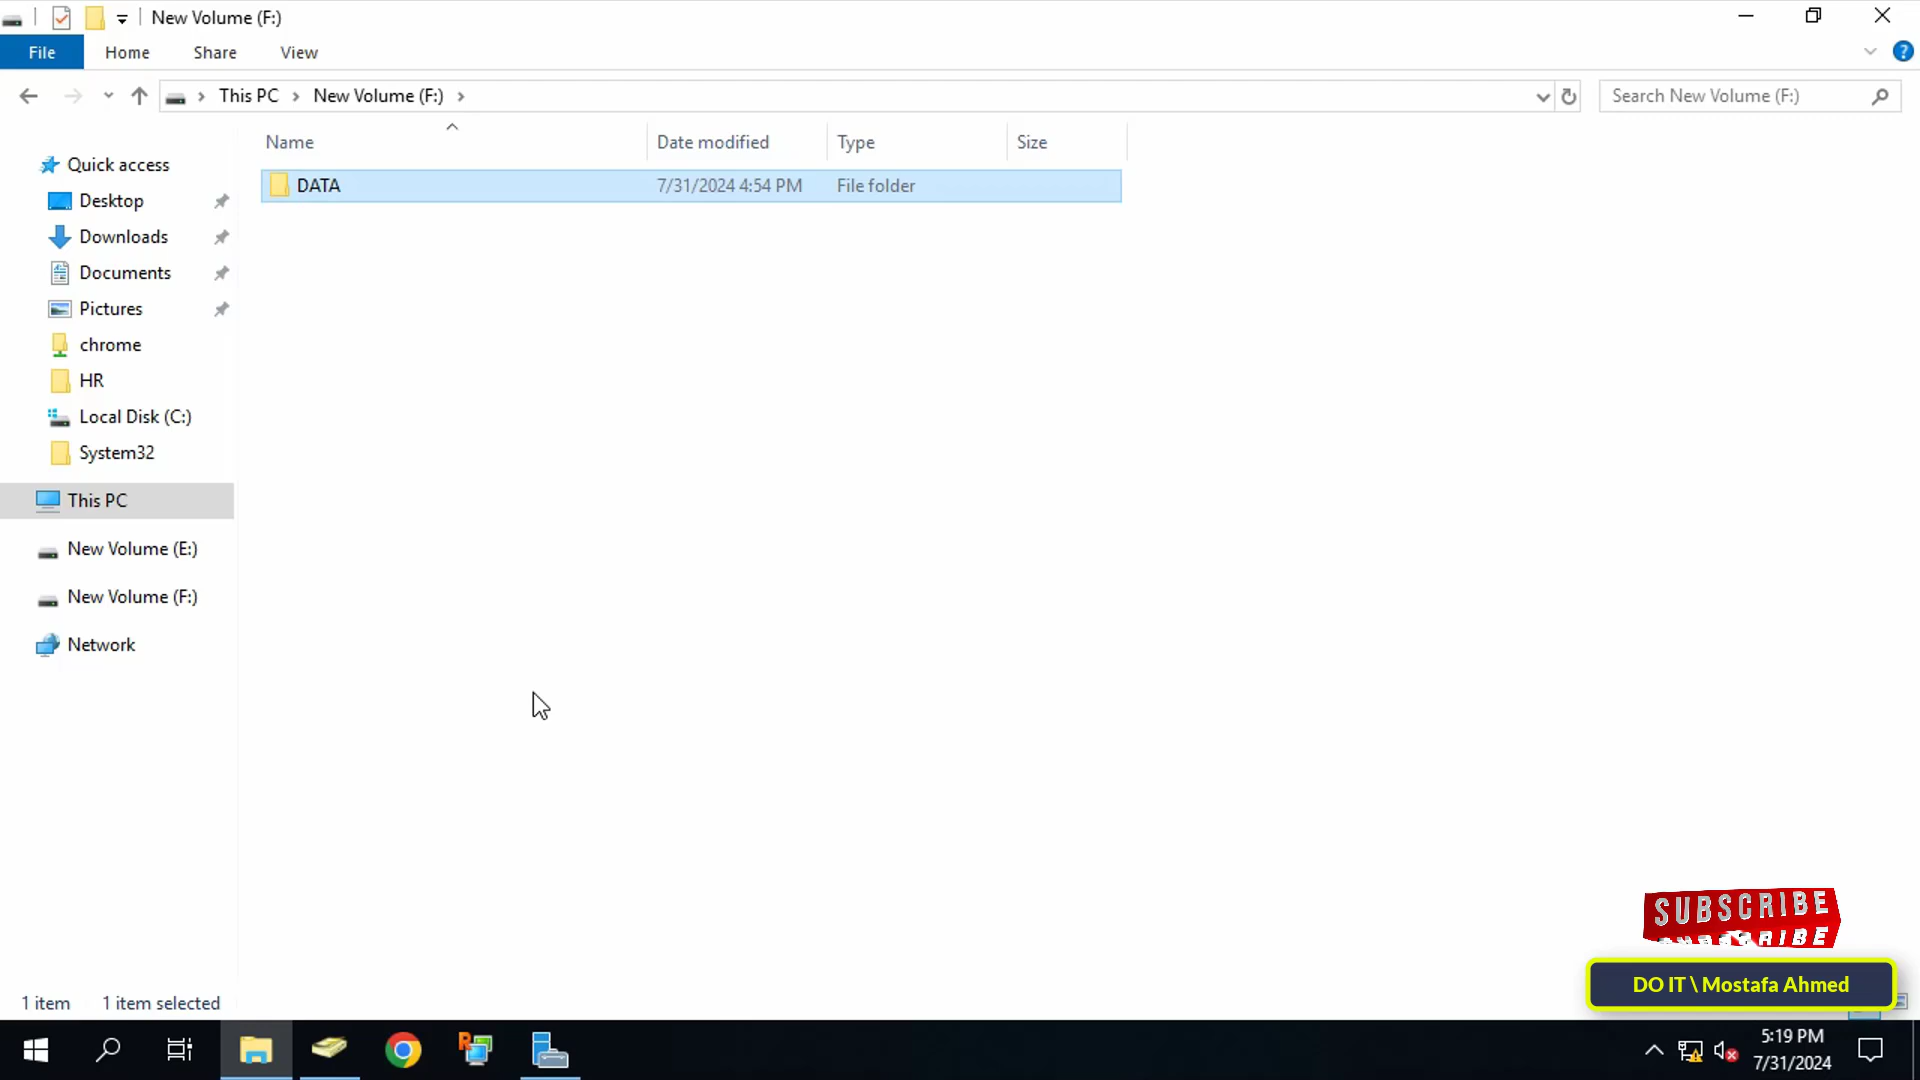 New Volume (F:)
File Home Share View
This PC > New Volume (F:) >
Search New Volume (F:)
Name Date modified Type Size
DATA 7/31/2024 4:54 PM File folder
Quick access
Desktop
Downloads
Documents
Pictures
chrome
HR
Local Disk (C:)
System32
This PC
New Volume (E:)
New Volume (F:)
Network
SUBSCRIBE
DO IT \ Mostafa Ahmed
1 item 1 item selected
5:19 PM
7/31/2024